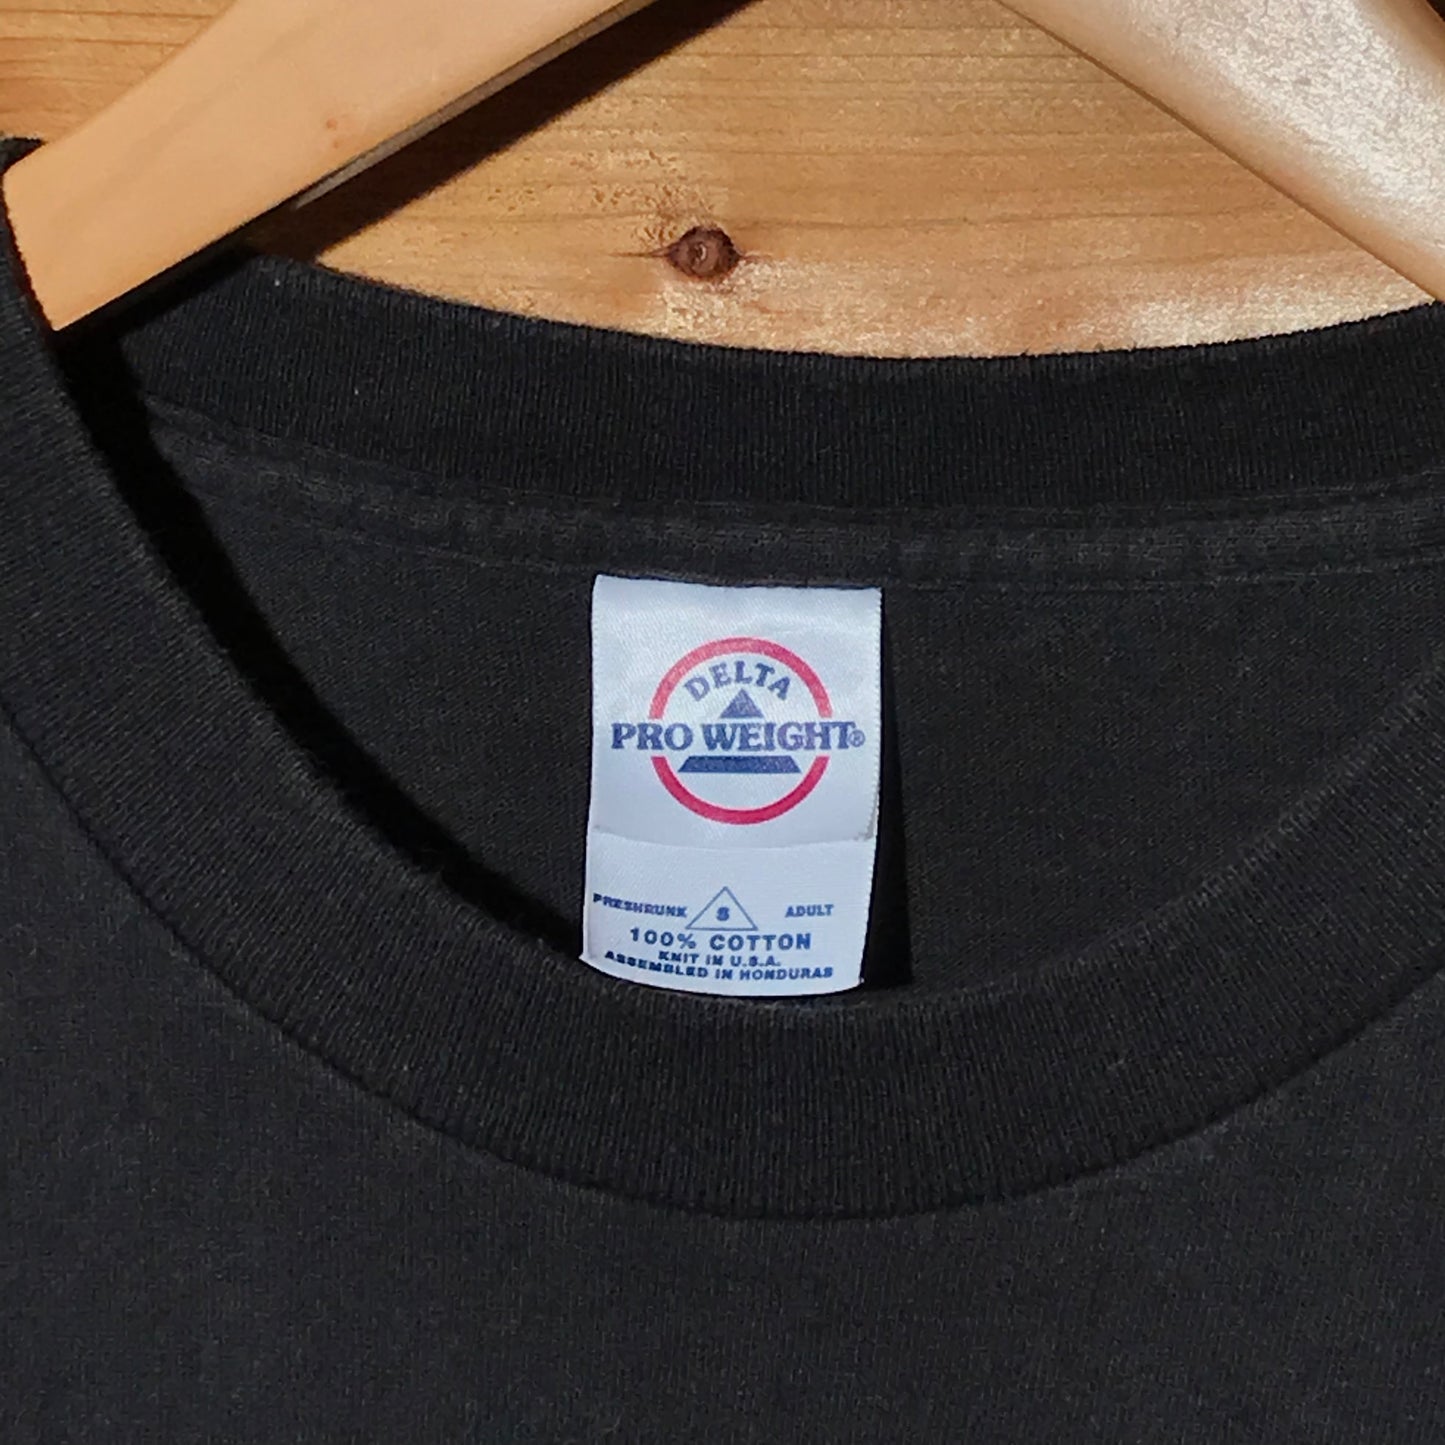 DELTA
PRO WEIGHT®
PRESHRUNK S ADULT
100% COTTON
KNIT IN U.S.A.
ASSEMBLED IN HONDURAS